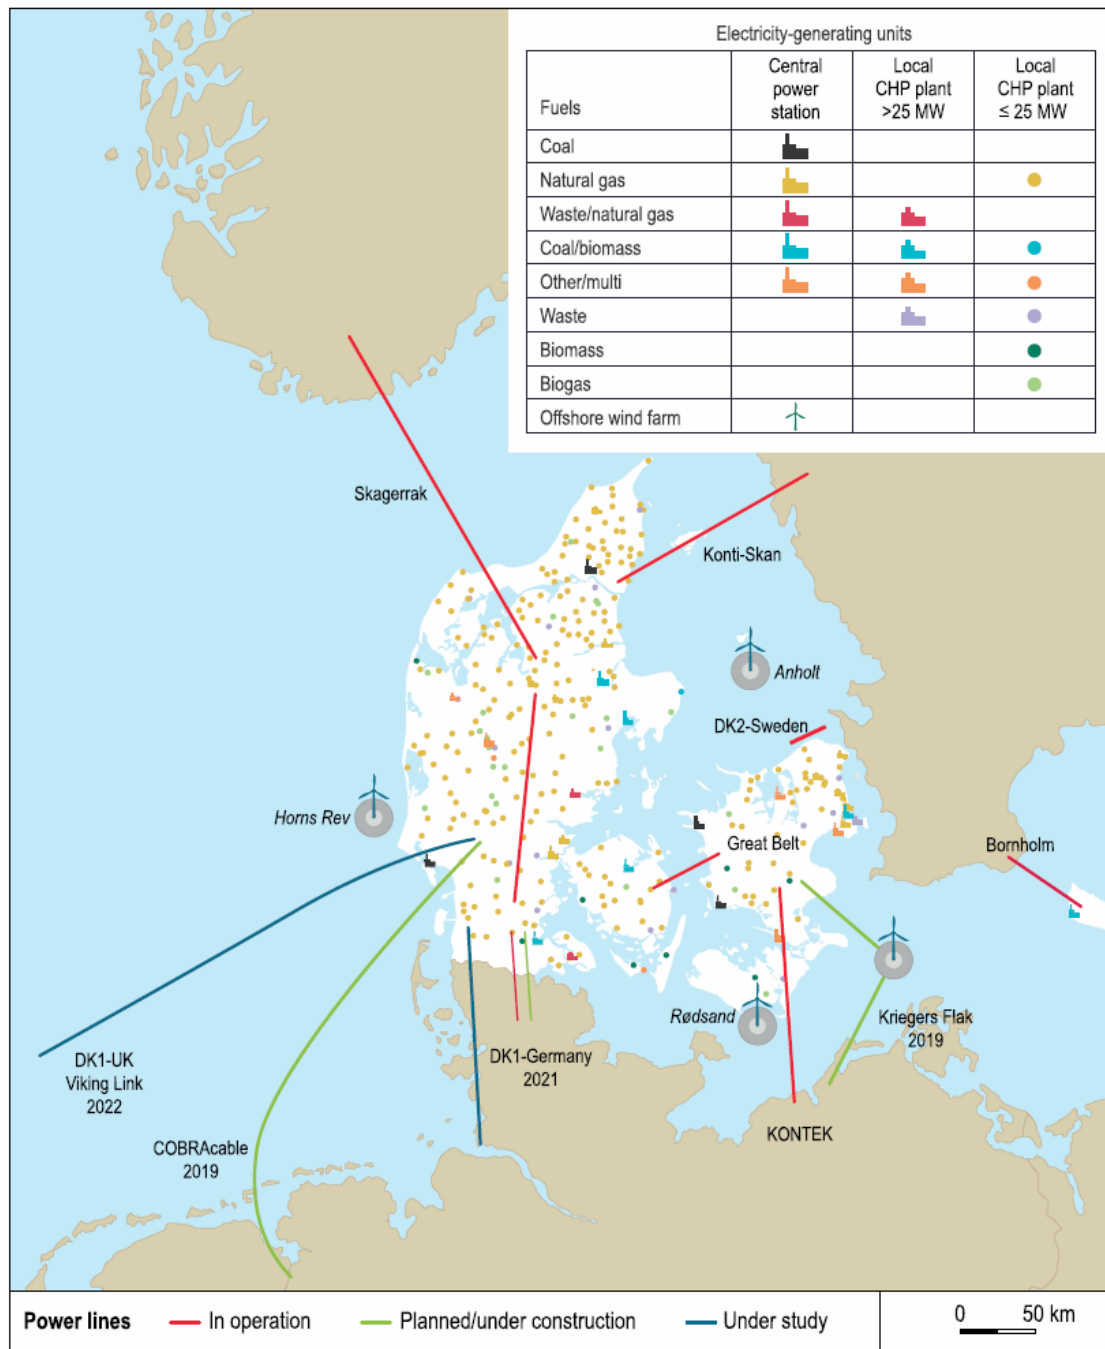 Electricity-generating units
Fuels
Central
power
station
Local
CHP plant
>25 MW
Local
CHP plant
≤ 25 MW
Coal
Natural gas
Waste/natural gas
Coal/biomass
Other/multi
Waste
Biomass
Biogas
Offshore wind farm
Skagerrak
Konti-Skan
Anholt
DK2-Sweden
Horns Rev
Great Belt
Bornholm
Rødsand
Kriegers Flak
2019
DK1-Germany
2021
DK1-UK
Viking Link
2022
KONTEK
COBRAcable
2019
Power lines
In operation
Planned/under construction
Under study
0 50 km